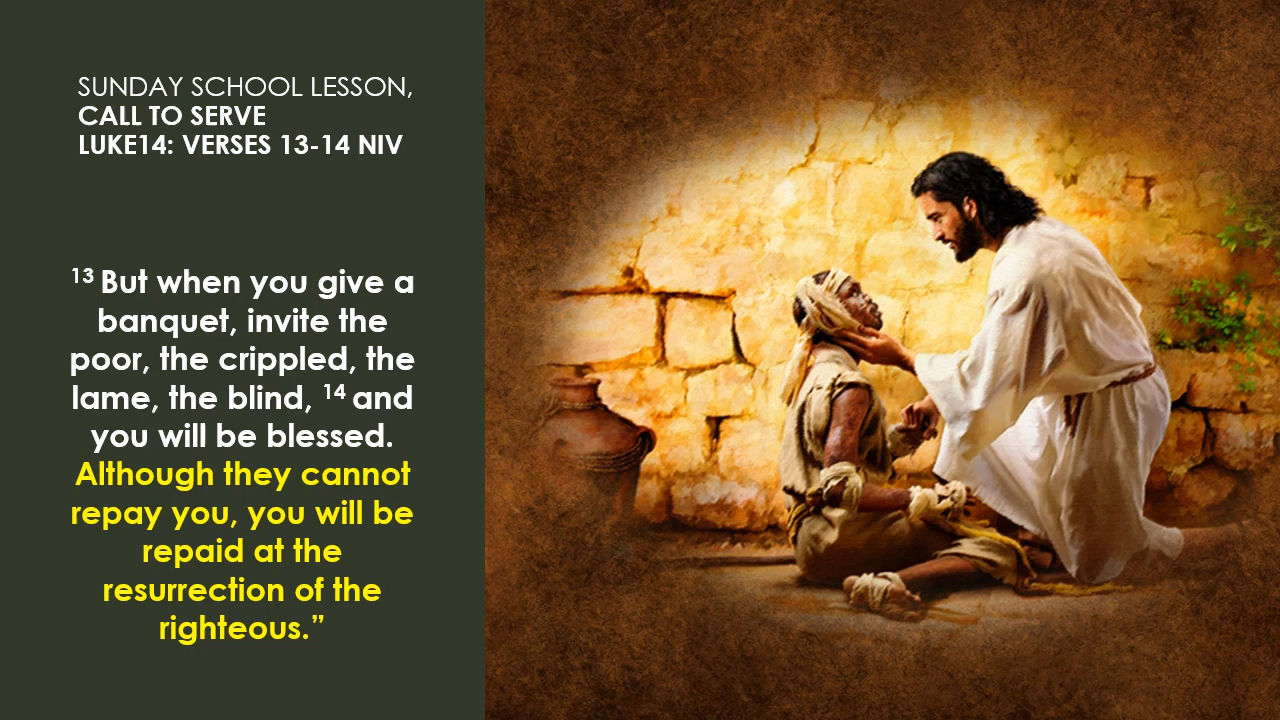 SUNDAY SCHOOL LESSON,
CALL TO SERVE
LUKE14: VERSES 13-14 NIV
13 But when you give a
banquet, invite the
poor, the crippled, the
lame, the blind, 14 and
you will be blessed.
Although they cannot
repay you, you will be
repaid at the
resurrection of the
righteous.”